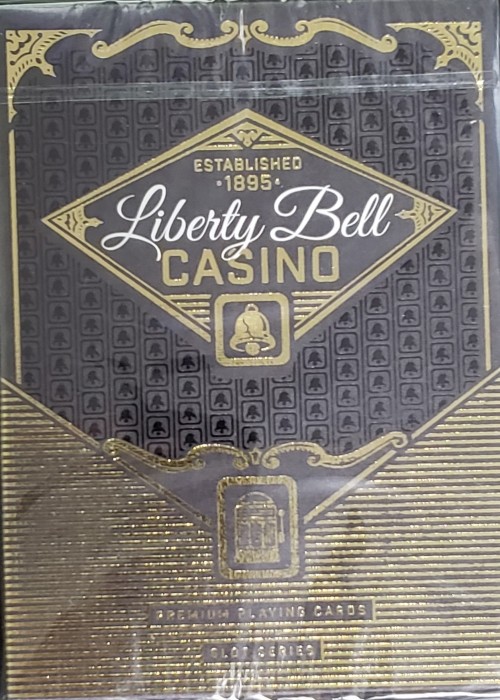 ESTABLISHED
·1895·
Liberty Bell
CASINO
PREMIUM PLAYING CARDS
SLOT SERIES